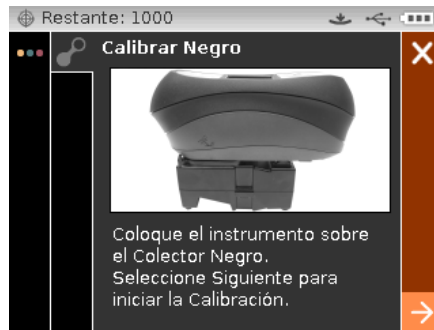 Restante: 1000
Calibrar Negro
Coloque el instrumento sobre
el Colector Negro.
Seleccione Siguiente para
iniciar la Calibración.